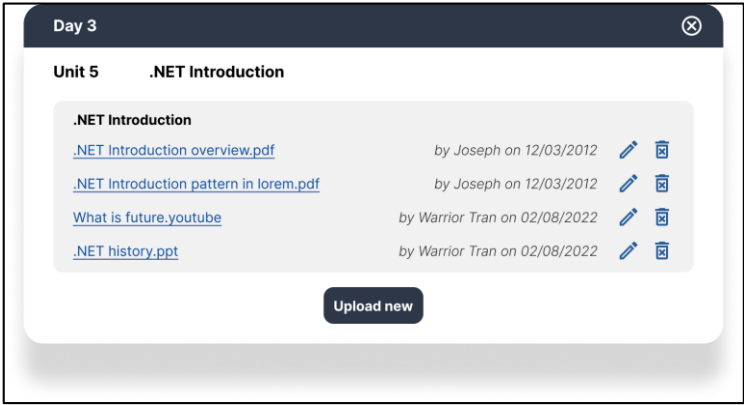 Day 3
Unit 5 .NET Introduction
.NET Introduction
.NET Introduction overview.pdf by Joseph on 12/03/2012
.NET Introduction pattern in lorem.pdf by Joseph on 12/03/2012
What is future.youtube by Warrior Tran on 02/08/2022
.NET history.ppt by Warrior Tran on 02/08/2022
Upload new